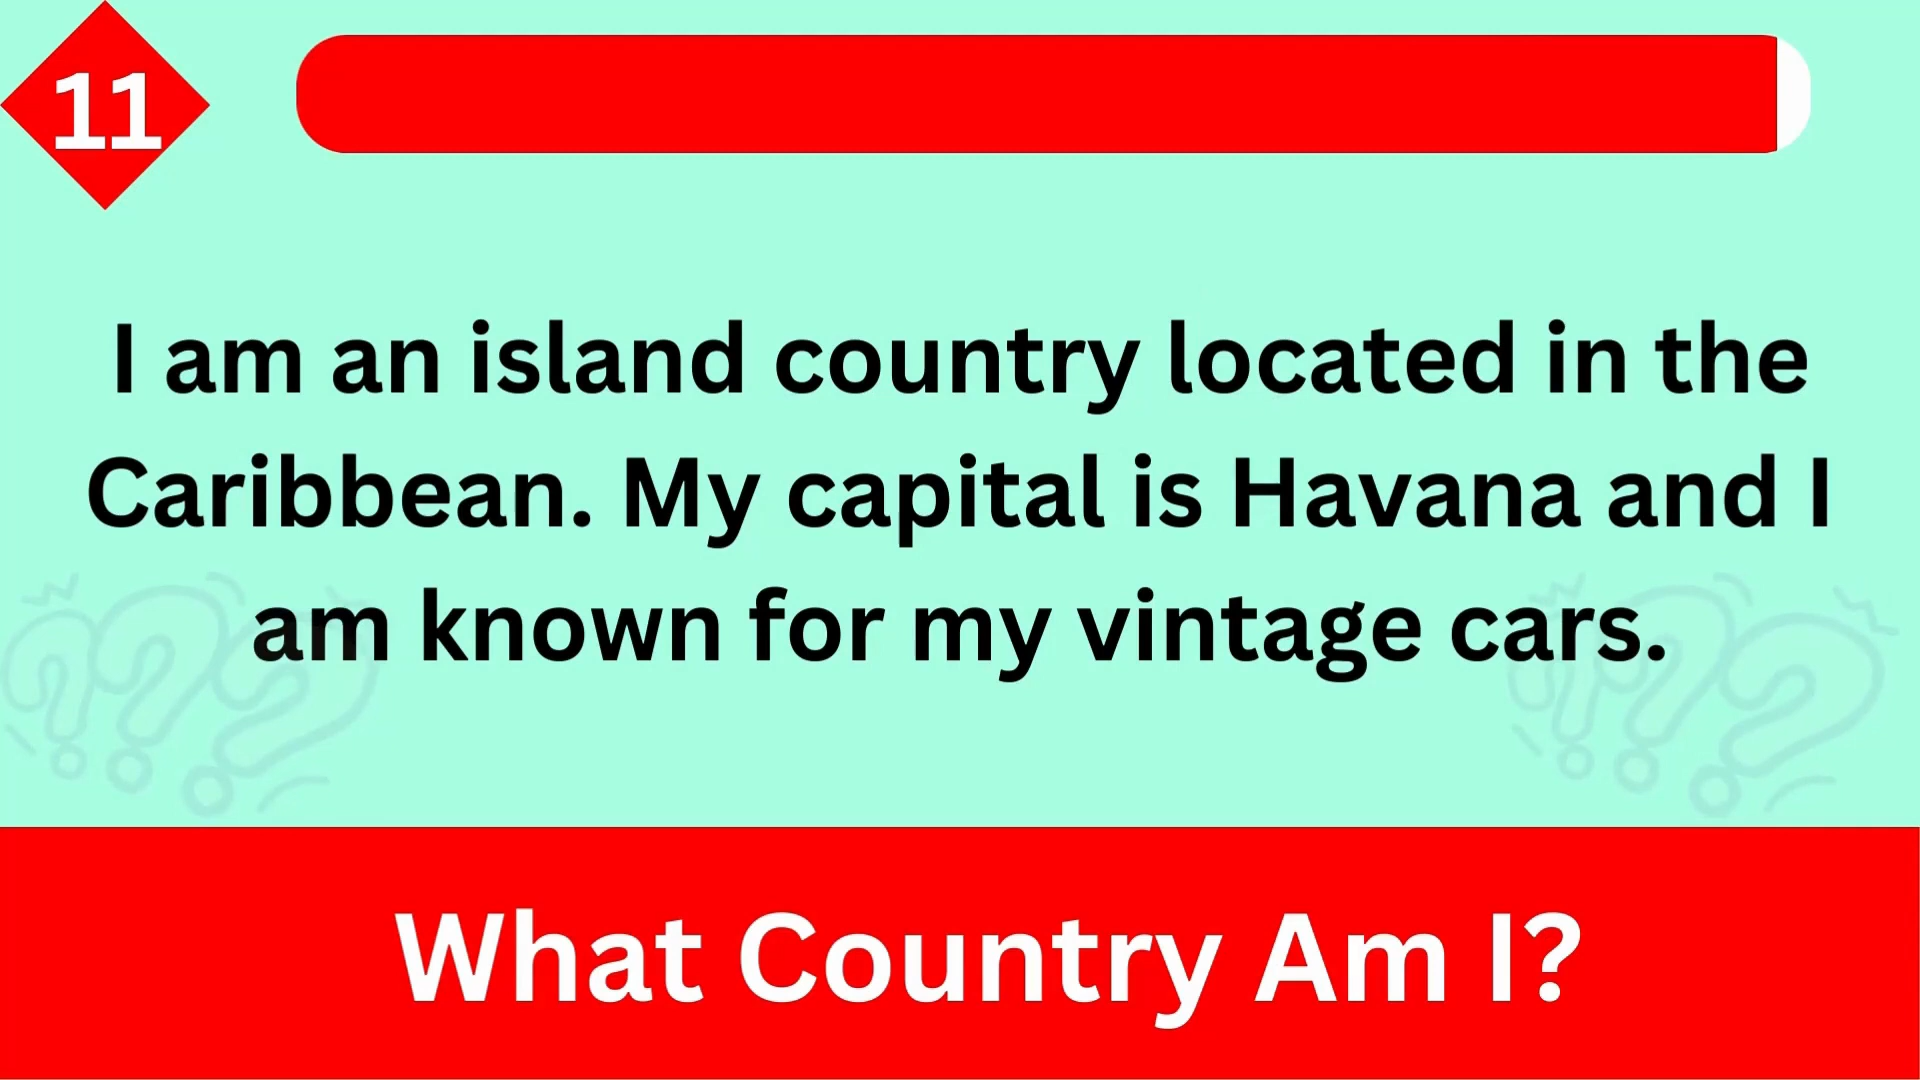 11
I am an island country located in the
Caribbean. My capital is Havana and I
am known for my vintage cars.
What Country Am I?